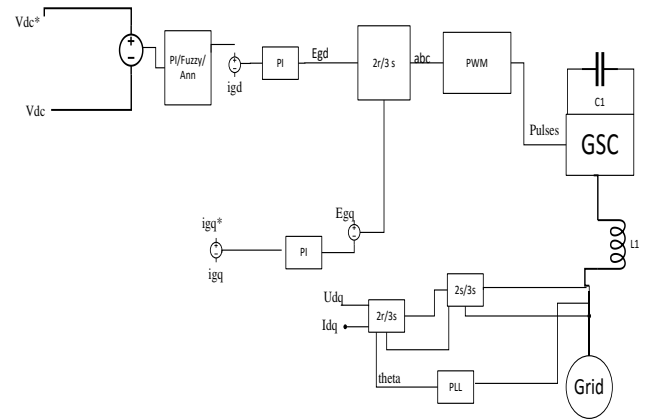 Vdc*
PI/Fuzzy/
Ann
Vdc
igd
PI
Egd
2r/3 s
abc
PWM
C1
Pulses
GSC
L1
igq*
igq
PI
Egq
2s/3s
Udq
Idq
2r/3s
theta
PLL
Grid